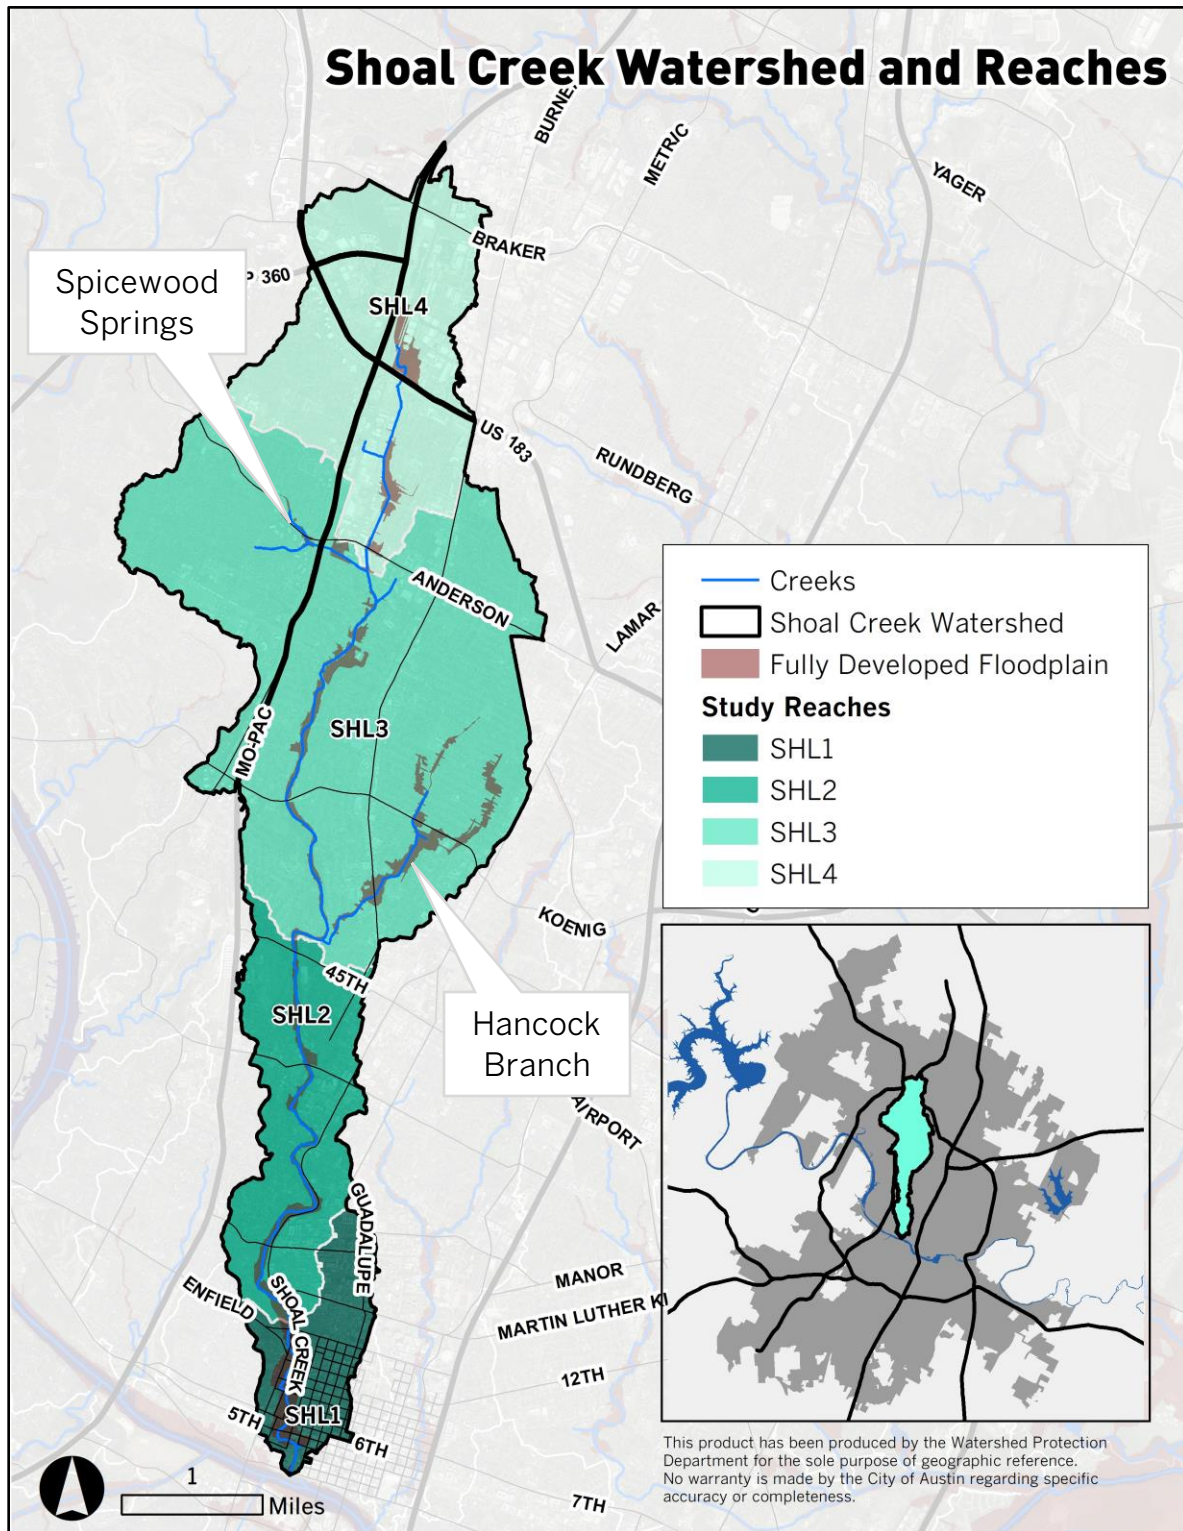 Shoal Creek Watershed and Reaches
METRIC
YAGER
BRAKER
Spicewood
Springs
360
SHL4
US 183
RUNDBERG
ANDERSON
LAMAR
Creeks
Shoal Creek Watershed
Fully Developed Floodplain
Study Reaches
SHL1
SHL2
SHL3
SHL4
SHL3
MO-PAC
KOENIG
45TH
SHL2
Hancock
Branch
AIRPORT
GUADALUPE
ENFIELD
SHOAL CREEK
MANOR
MARTIN LUTHER KI
12TH
5TH
SHL1
6TH
7TH
1
Miles
This product has been produced by the Watershed Protection
Department for the sole purpose of geographic reference.
No warranty is made by the City of Austin regarding specific
accuracy or completeness.